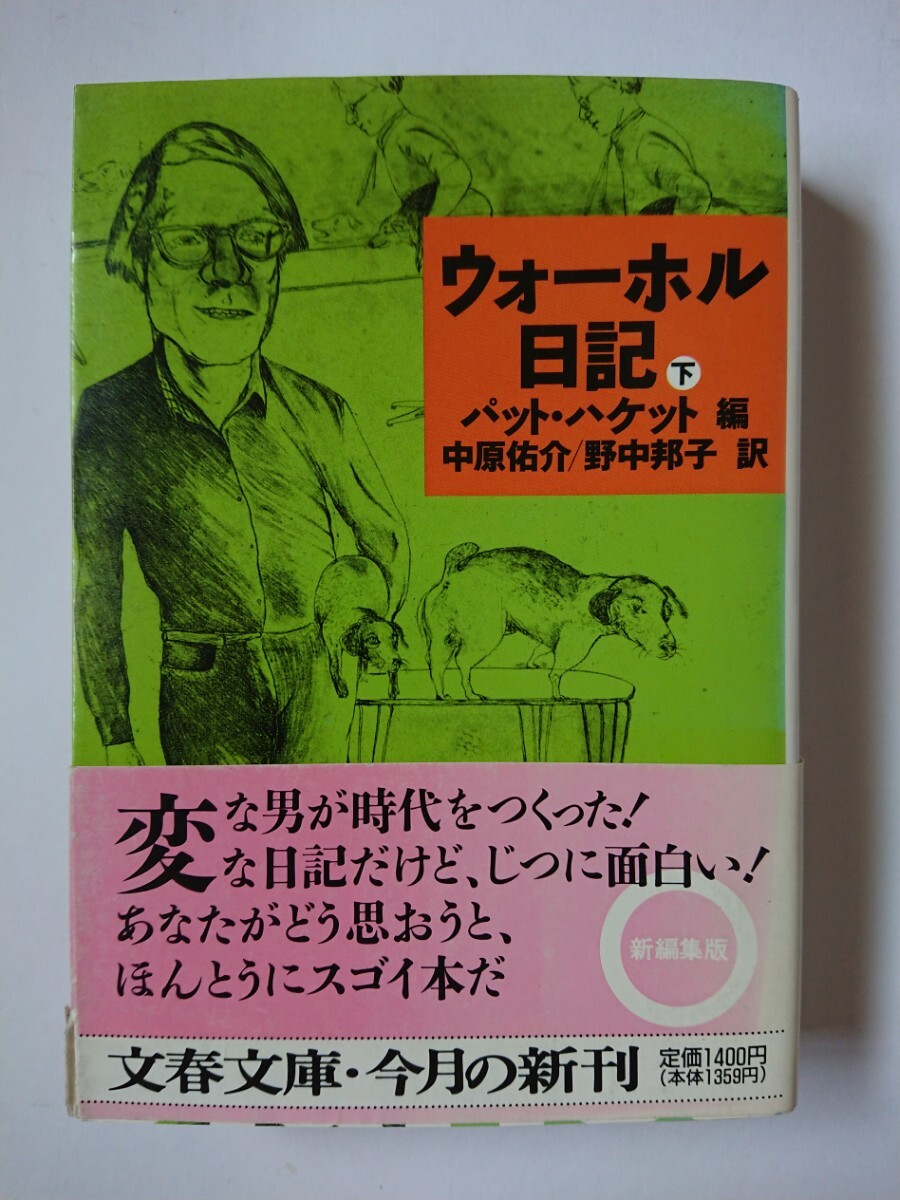 ウォーホル
日記 下
パット・ハケット 編
中原佑介/野中邦子 訳
変な男が時代をつくった!
な日記だけど、じつに面白い!
あなたがどう思おうと、
ほんとうにスゴイ本だ
新編集版
文春文庫・今月の新刊
定価1400円
(本体1359円)